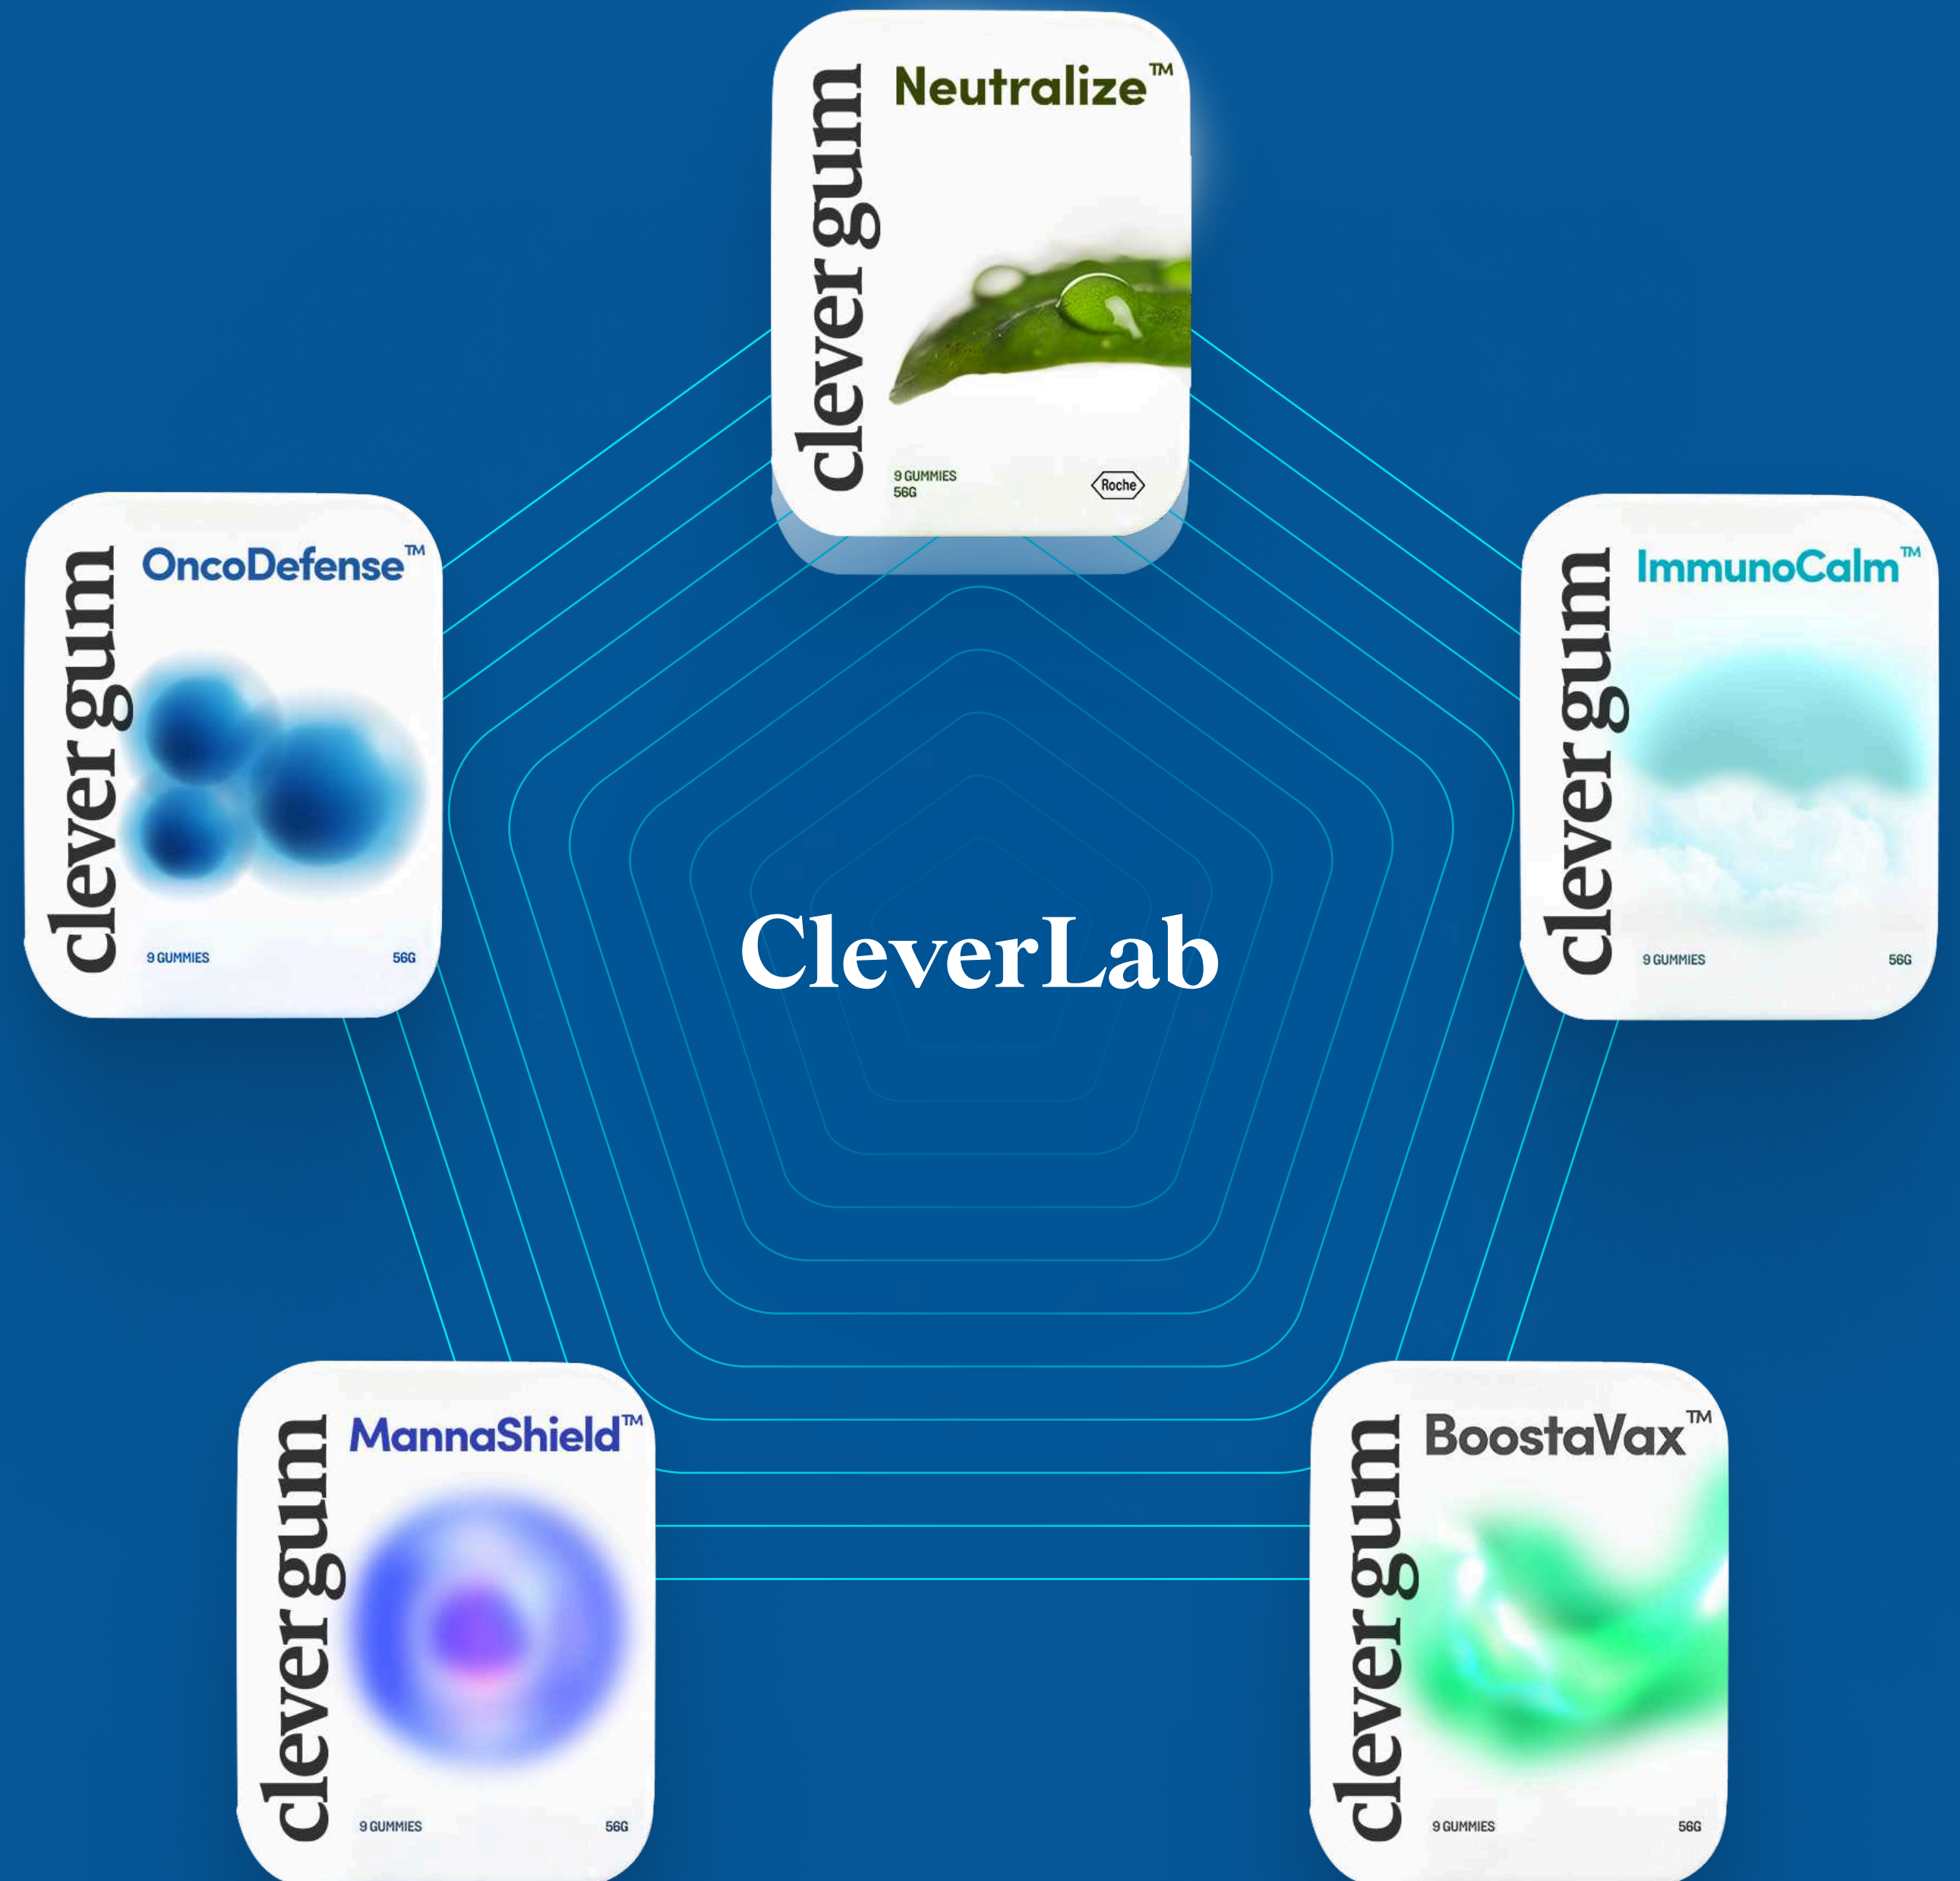 clever gum
Neutralize™
9 GUMMIES
56G
Roche
clever gum
OncoDefense™
9 GUMMIES 56G
clever gum
ImmunoCalm™
9 GUMMIES 56G
CleverLab
clever gum
MannaShield™
9 GUMMIES 56G
clever gum
BoostaVax™
9 GUMMIES 56G